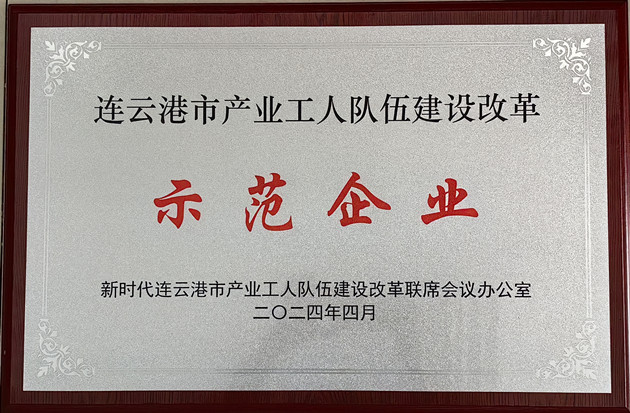 连云港市产业工人队伍建设改革
示范企业
新时代连云港市产业工人队伍建设改革联席会议办公室
二〇二四年四月